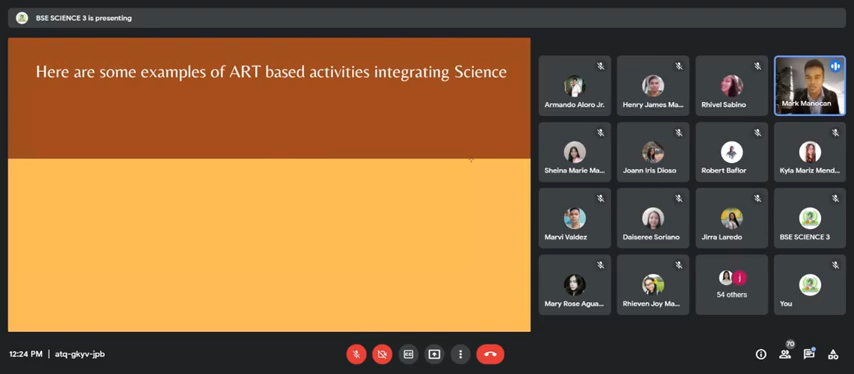 BSE SCIENCE 3 is presenting
Here are some examples of ART based activities integrating Science
Armando Aloro Jr.
Henry James Ma...
Rhivel Sabino
Mark Manocan
Sheina Marie Ma...
Joann Iris Dioso
Robert Baflor
Kyla Mariz Mend...
Marvi Valdez
Daiseree Soriano
Jirra Laredo
BSE SCIENCE 3
Mary Rose Agua...
Rhieven Joy Ma...
j
54 others
You
12:24 PM | atq-gkyv-jpb
70